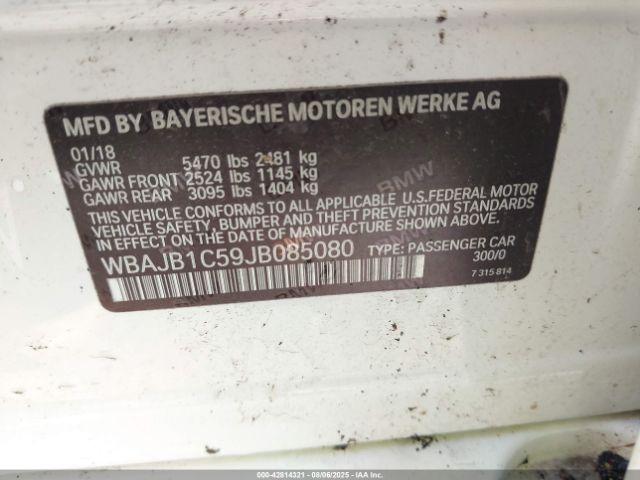 MFD BY BAYERISCHE MOTOREN WERKE AG
01/18
GVWR 5470 lbs 2481 kg
GAWR FRONT 2524 lbs 1145 kg
GAWR REAR 3095 lbs 1404 kg
THIS VEHICLE CONFORMS TO ALL APPLICABLE U.S.FEDERAL MOTOR
VEHICLE SAFETY, BUMPER AND THEFT PREVENTION STANDARDS
IN EFFECT ON THE DATE OF MANUFACTURE SHOWN ABOVE.
WBAJB1C59JB085080 TYPE: PASSENGER CAR
300/0
7 315 814
BMW
000-42814321 - 08/06/2025 - IAAI.com